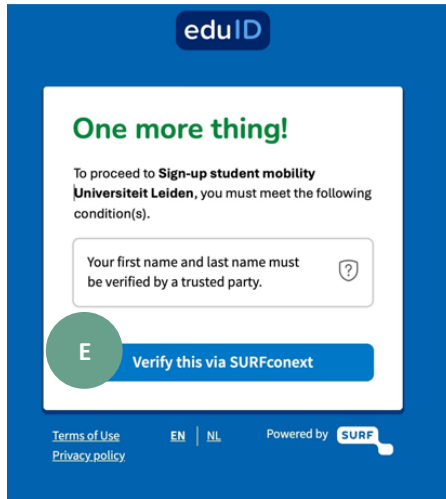 eduID
One more thing!
To proceed to Sign-up student mobility
Universiteit Leiden, you must meet the following
condition(s).
Your first name and last name must
be verified by a trusted party.
?
E
Verify this via SURFconext
Terms of Use EN | NL Powered by SURF
Privacy policy